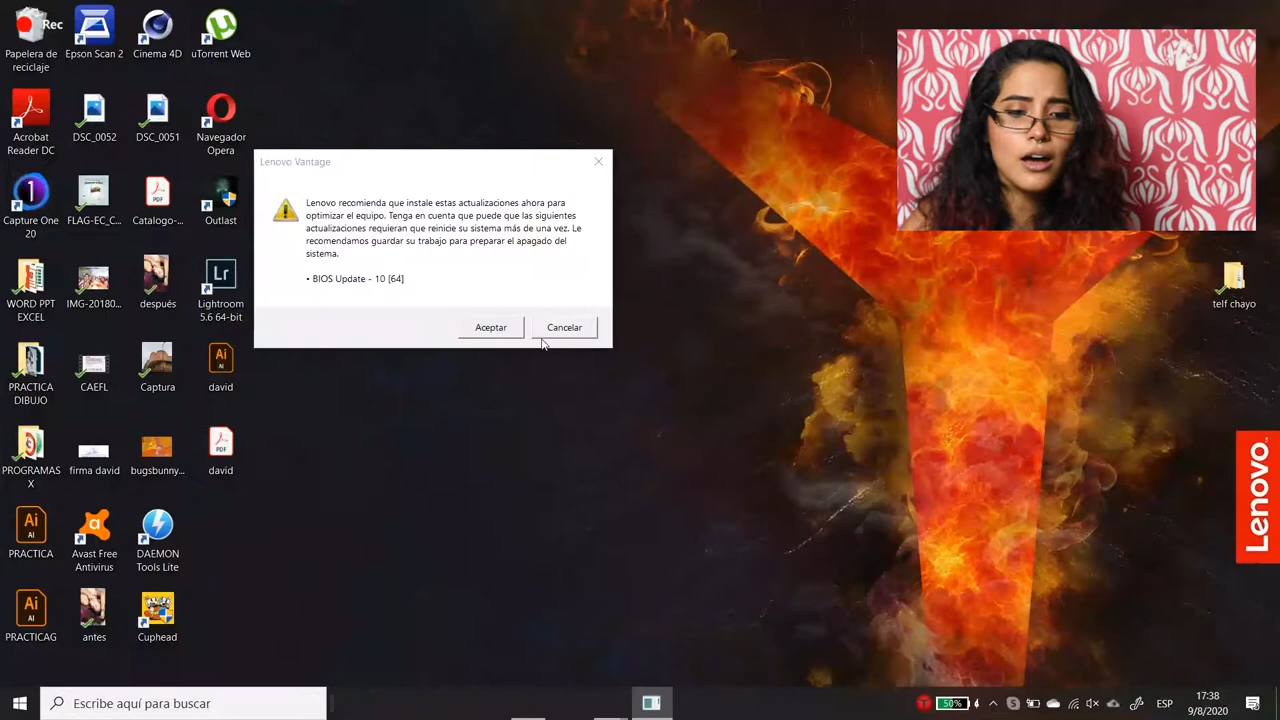 Rec
Papelera de
reciclaje
Epson Scan 2
Cinema 4D
uTorrent Web
Acrobat
Reader DC
DSC_0052
DSC_0051
Navegador
Opera
Capture One
20
FLAG-EC_C...
Catalogo-...
Outlast
WORD PPT
EXCEL
IMG-20180...
después
Lightroom
5.6 64-bit
PRACTICA
DIBUJO
CAEFL
Captura
david
PROGRAMAS
X
firma david
bugsbunny...
david
PRACTICA
Avast Free
Antivirus
DAEMON
Tools Lite
PRACTICAG
antes
Cuphead
Lenovo Vantage
Lenovo recomienda que instale estas actualizaciones ahora para
optimizar el equipo. Tenga en cuenta que puede que las siguientes
actualizaciones requieran que reinicie su sistema más de una vez. Le
recomendamos guardar su trabajo para preparar el apagado del
sistema.
• BIOS Update - 10 [64]
Aceptar
Cancelar
telf chayo
Lenovo
Escribe aquí para buscar
50%
ESP
17:38
9/8/2020